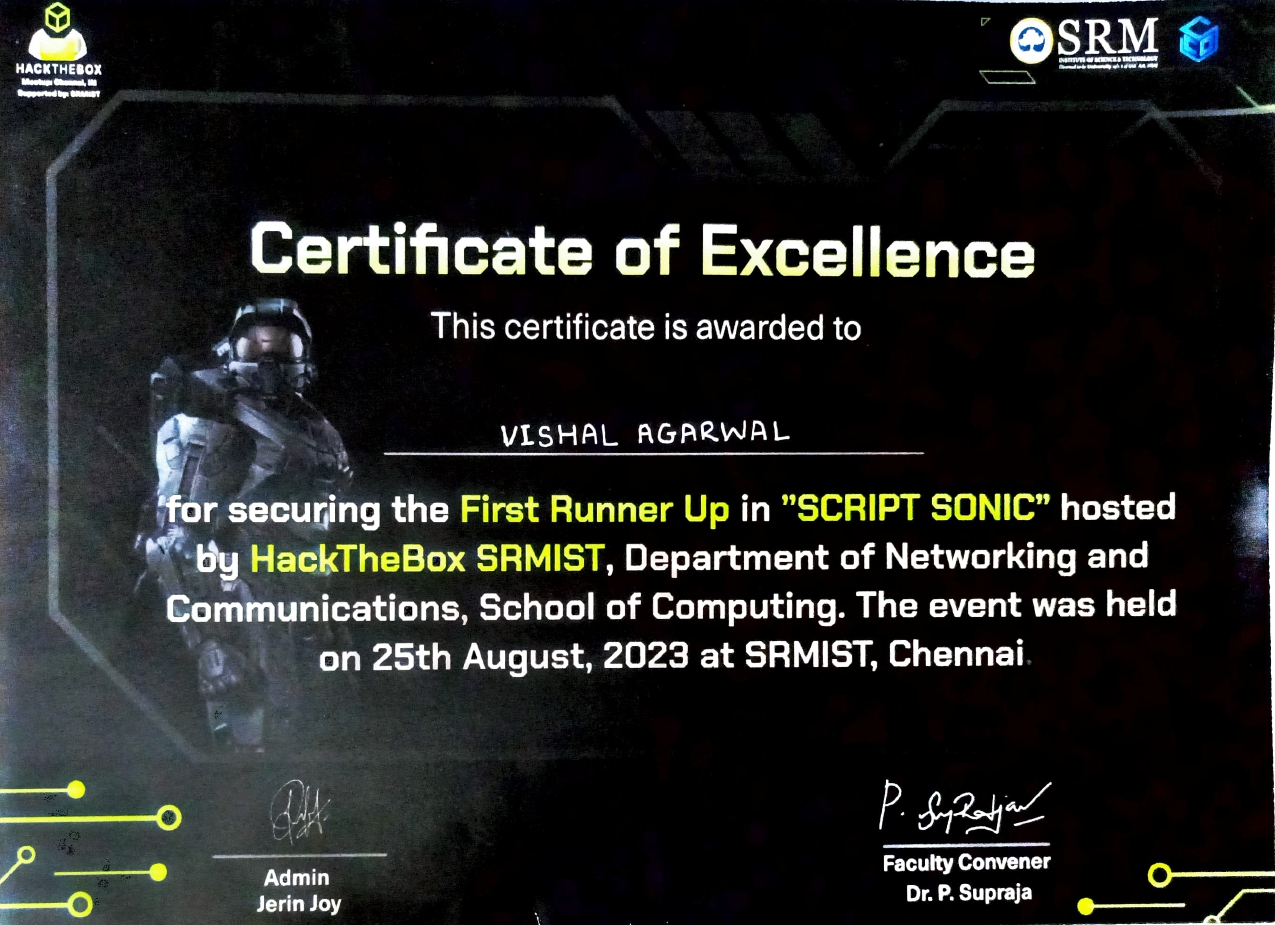 HACKTHEBOX
Meetup: Chennai, IN
Supported by: SRMIST
SRM
INSTITUTE OF SCIENCE & TECHNOLOGY
Certificate of Excellence
This certificate is awarded to
VISHAL AGARWAL
for securing the First Runner Up in ”SCRIPT SONIC” hosted
by HackTheBox SRMIST, Department of Networking and
Communications, School of Computing. The event was held
on 25th August, 2023 at SRMIST, Chennai.
Admin
Jerin Joy
Faculty Convener
Dr. P. Supraja